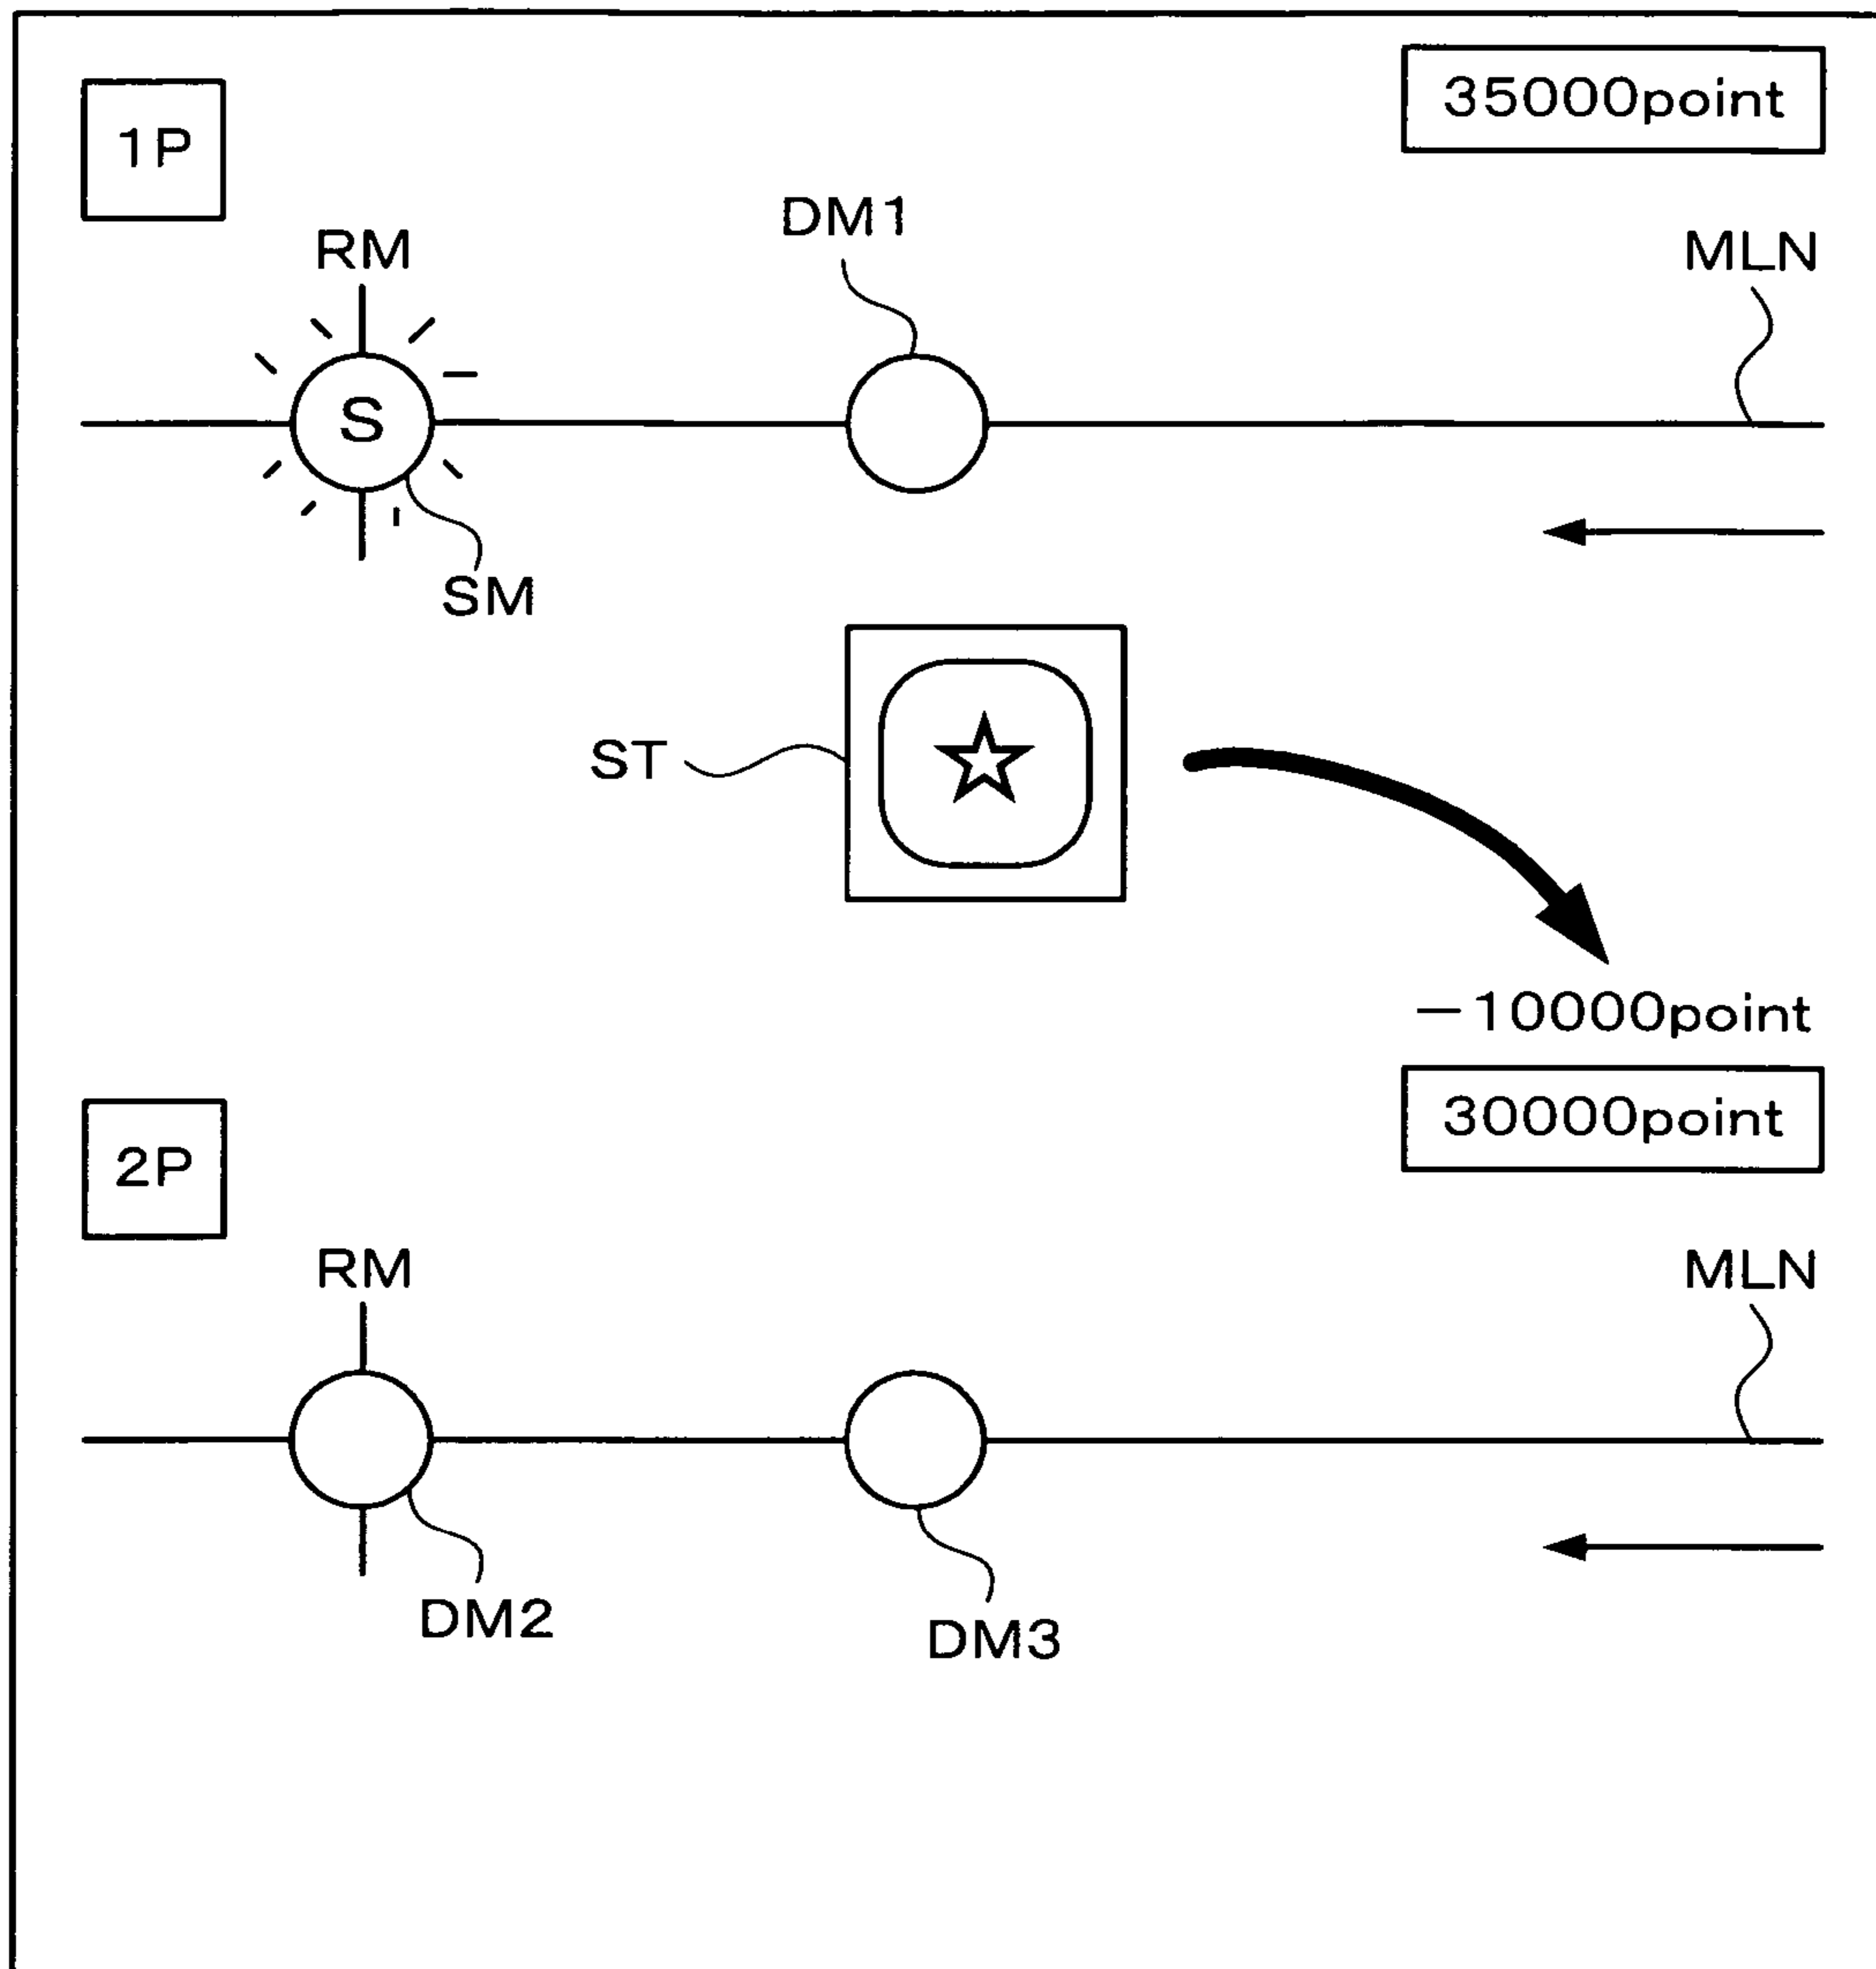 35000point
1P
DM1
RM
MLN
S
SM
ST
−10000point
30000point
2P
RM
MLN
DM2
DM3